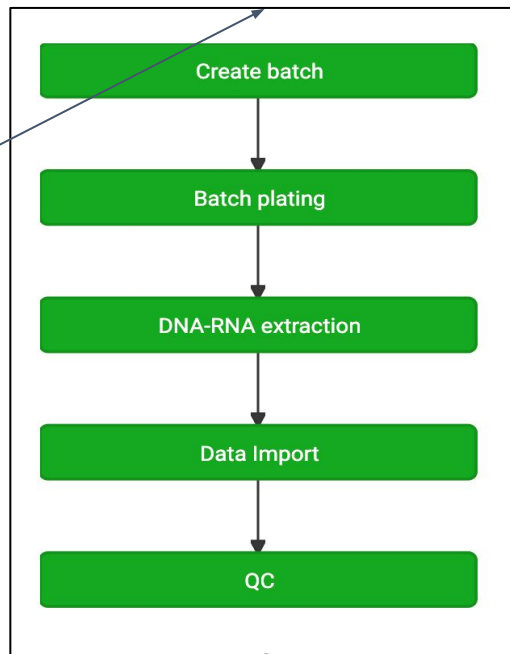 Create batch
Batch plating
DNA-RNA extraction
Data Import
QC